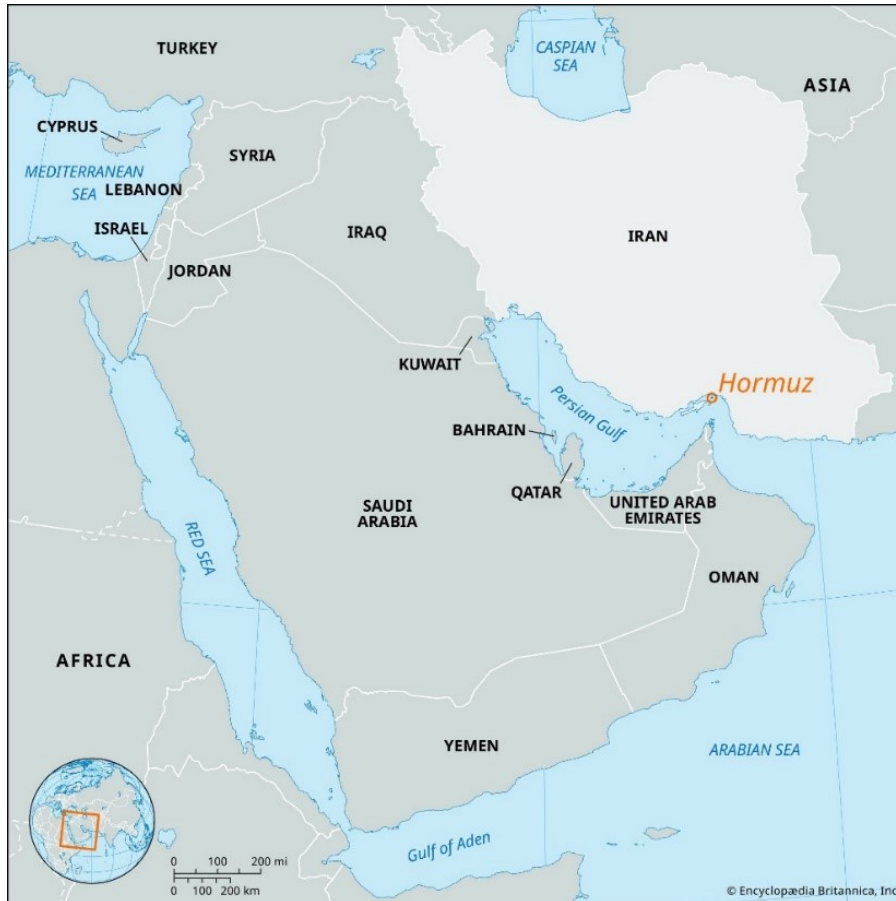 TURKEY
CASPIAN
SEA
ASIA
CYPRUS
SYRIA
MEDITERRANEAN
SEA
LEBANON
ISRAEL
IRAQ
IRAN
JORDAN
KUWAIT
Hormuz
Persian Gulf
BAHRAIN
QATAR
UNITED ARAB
EMIRATES
SAUDI
ARABIA
RED SEA
OMAN
AFRICA
YEMEN
ARABIAN SEA
Gulf of Aden
0 100 200 mi
0 100 200 km
© Encyclopædia Britannica, Inc